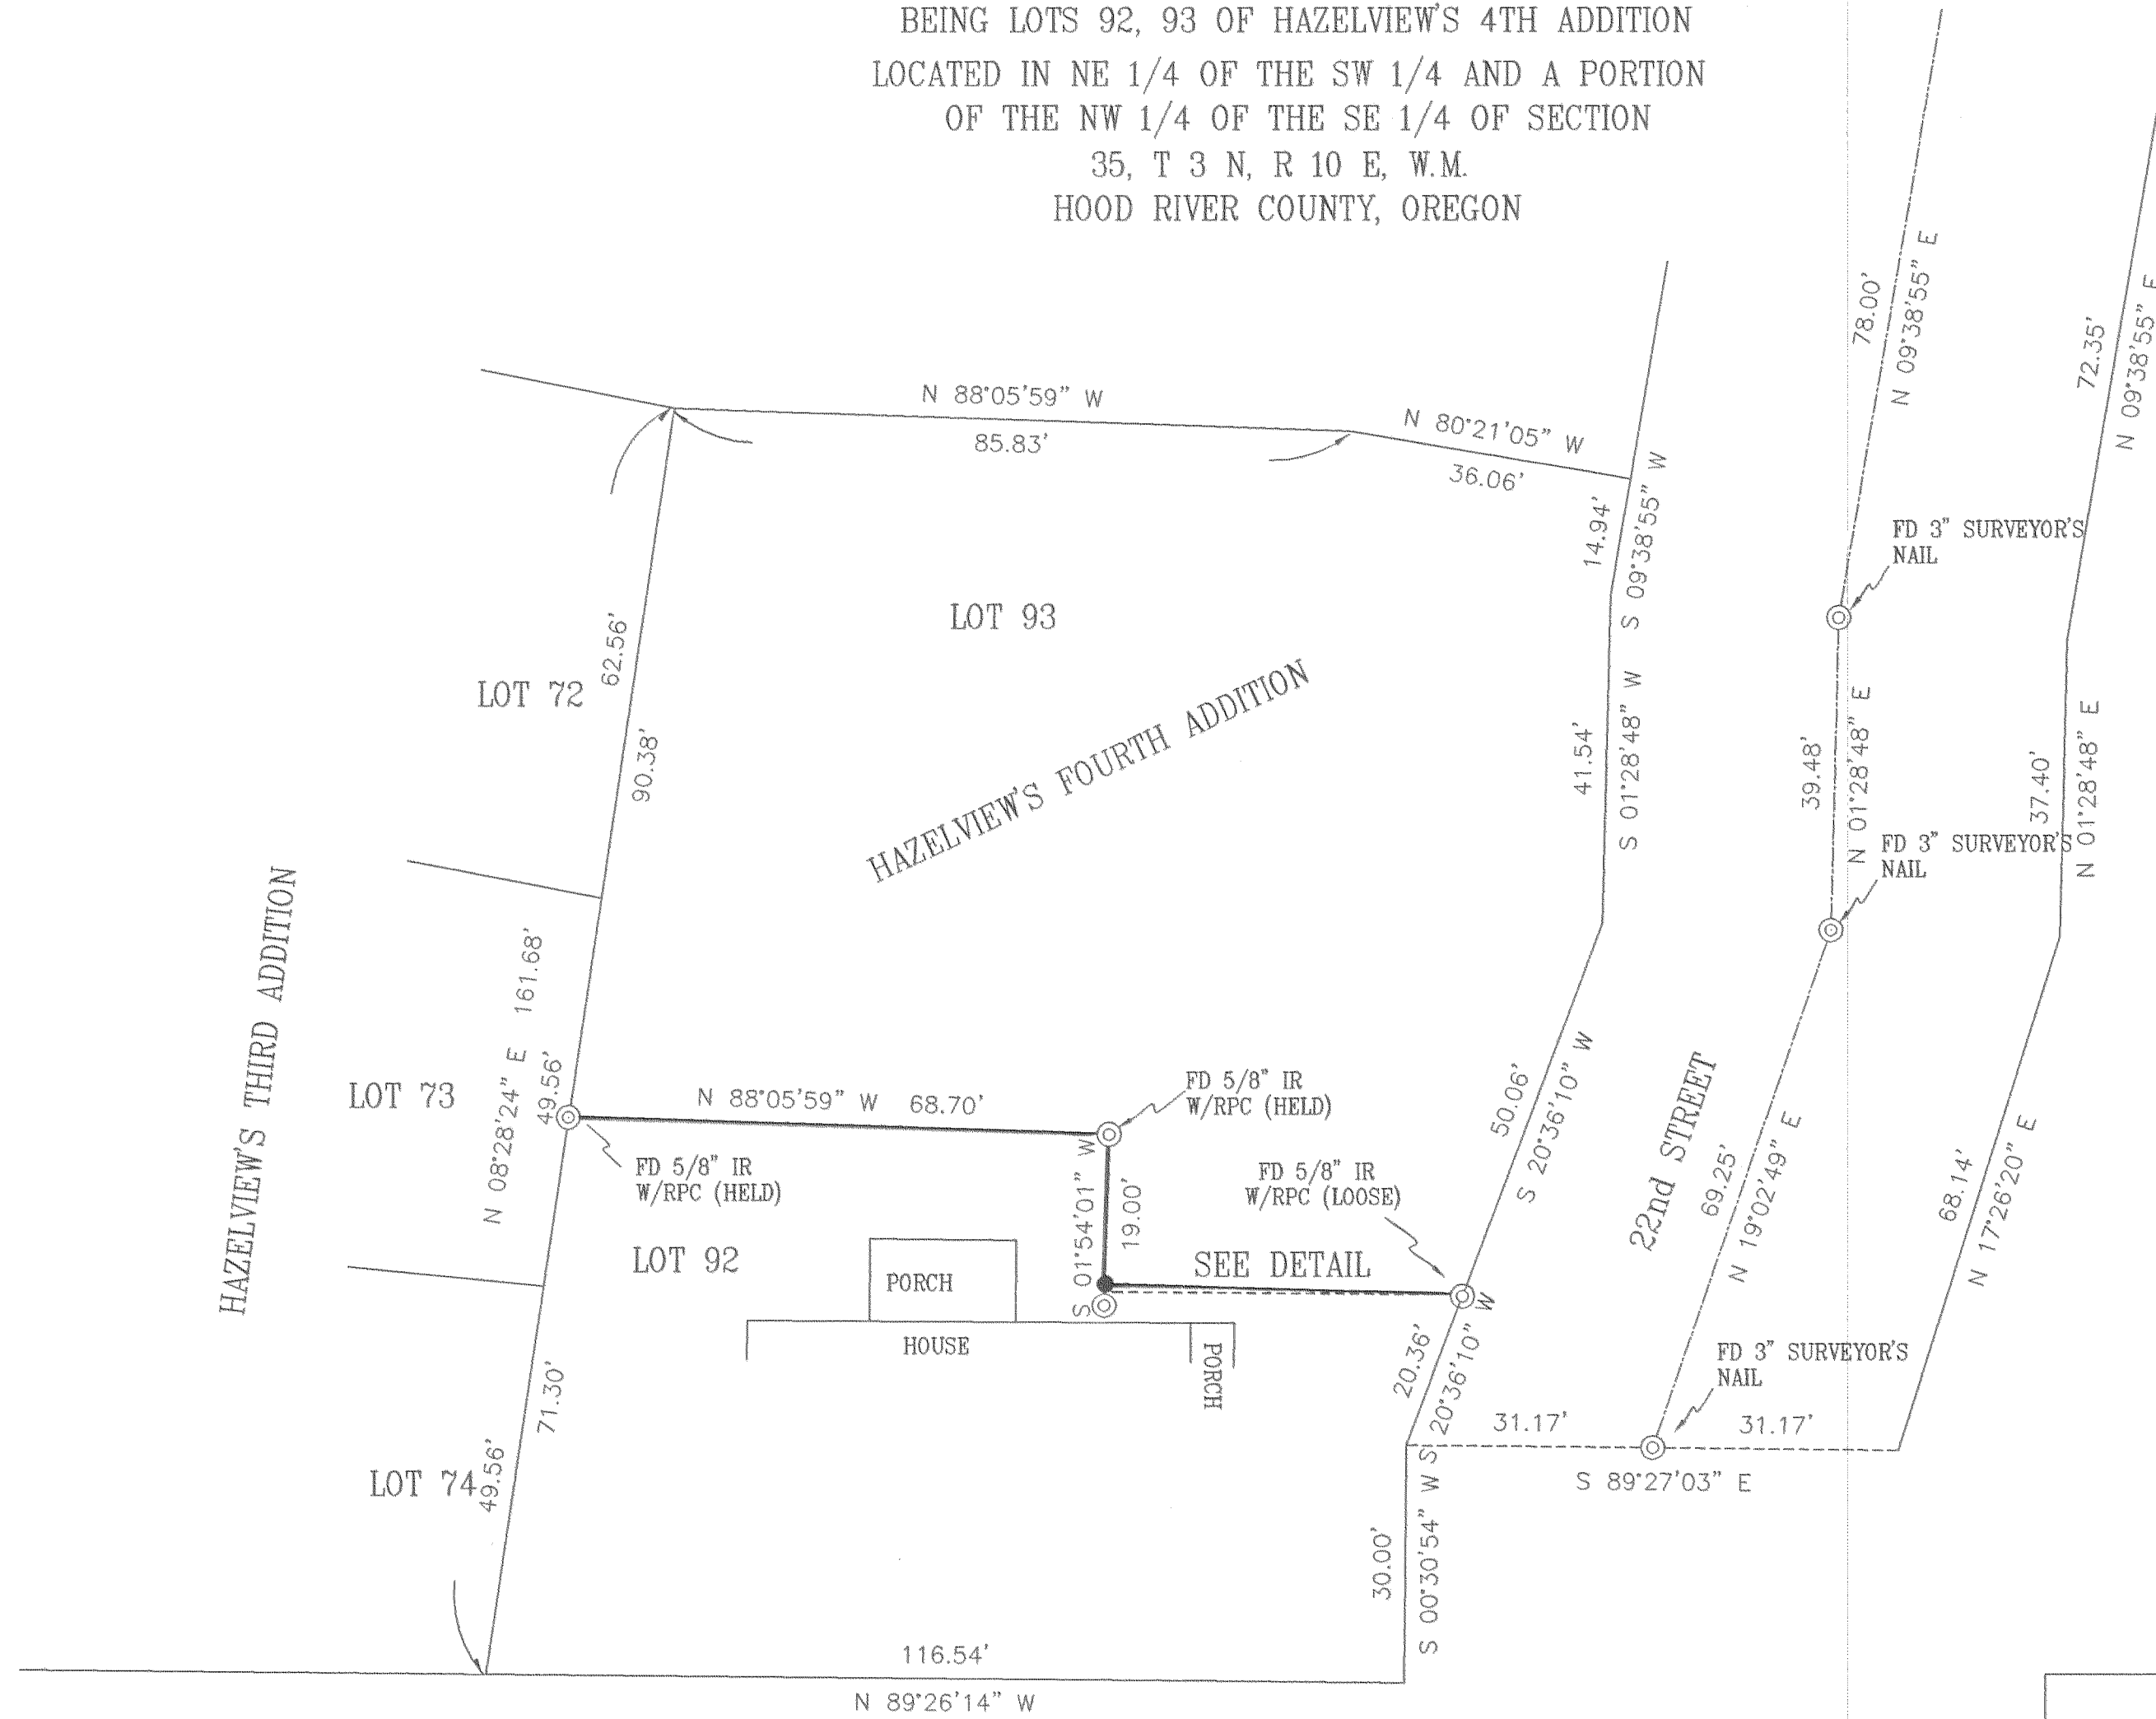 BEING LOTS 92, 93 OF HAZELVIEW'S 4TH ADDITION
LOCATED IN NE 1/4 OF THE SW 1/4 AND A PORTION
OF THE NW 1/4 OF THE SE 1/4 OF SECTION
35, T 3 N, R 10 E, W.M.
HOOD RIVER COUNTY, OREGON
78.00'
N 09°38'55" E
72.35'
N 09°38'55" E
N 88°05'59" W
85.83'
N 80°21'05" W
36.06'
14.94'
S 09°38'55" W
FD 3" SURVEYOR'S
NAIL
LOT 93
62.56'
LOT 72
90.38'
HAZELVIEW'S FOURTH ADDITION
41.54'
S 01°28'48" W
39.48'
N 01°28'48" E
37.40'
N 01°28'48" E
FD 3" SURVEYOR'S
NAIL
HAZELVIEW'S THIRD ADDITION
161.68'
N 08°28'24" E
49.56'
LOT 73
N 88°05'59" W 68.70'
FD 5/8" IR
W/RPC (HELD)
FD 5/8" IR
W/RPC (HELD)
S 01°54'01" W
19.00'
FD 5/8" IR
W/RPC (LOOSE)
50.06'
S 20°36'10" W
22nd STREET
69.25'
N 19°02'49" E
68.14'
N 17°26'20" E
LOT 92
PORCH
SEE DETAIL
HOUSE
PORCH
20.36'
S 20°36'10" W
FD 3" SURVEYOR'S
NAIL
31.17'
31.17'
S 89°27'03" E
71.30'
LOT 74
49.56'
30.00'
S 00°30'54" W
116.54'
N 89°26'14" W